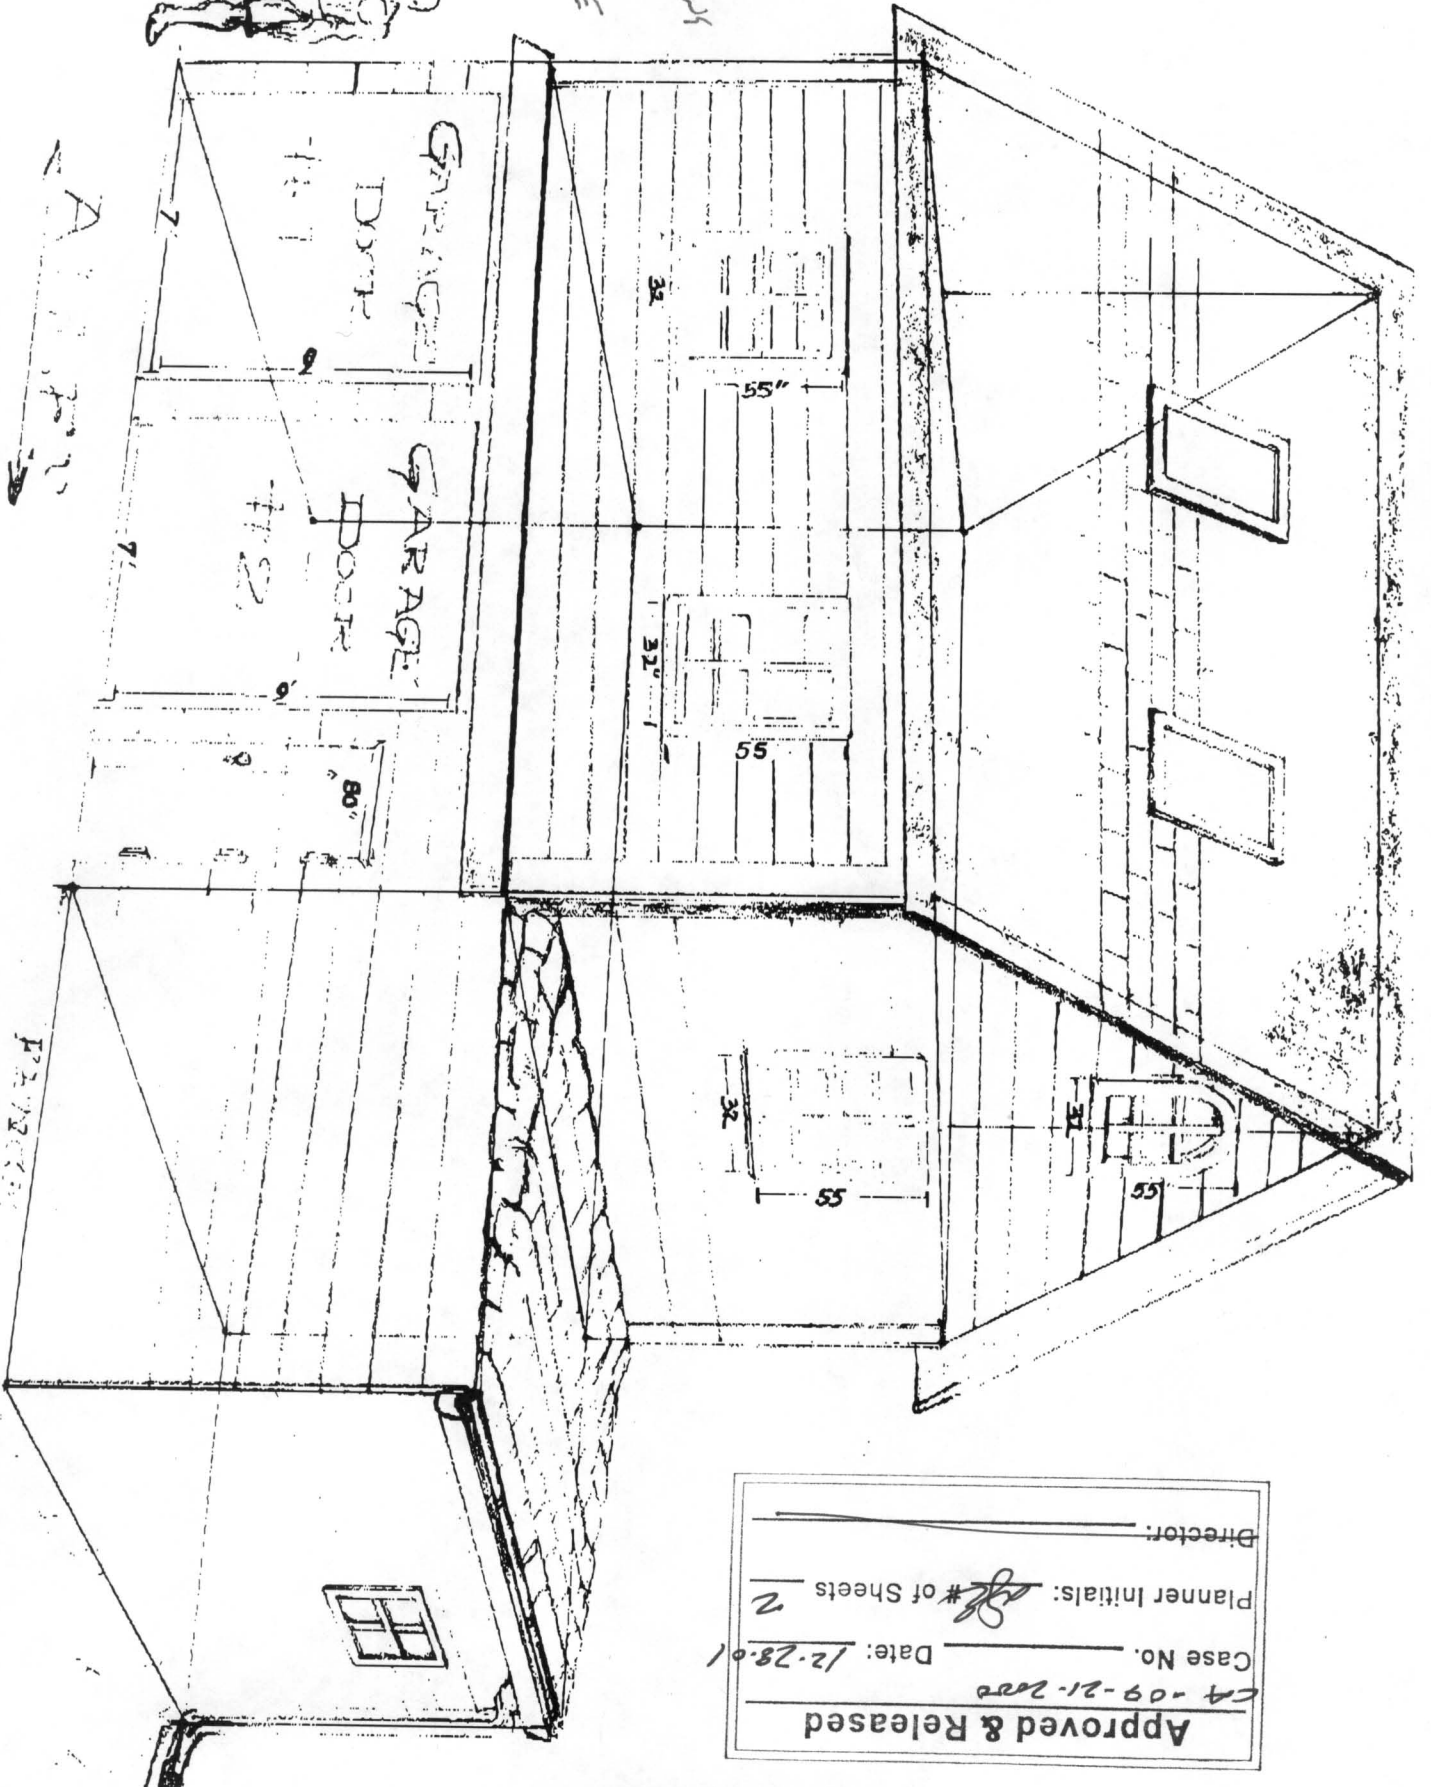 GARAGE
DOOR
#1
7'
9
GARAGE
DOOR
#2
7'
9'
80"
32
55"
32"
55
32
55
32
55
Approved & Released
CA-09-21-2000
Case No. Date: 12-28-01
Planner Initials: # of Sheets 2
Director: